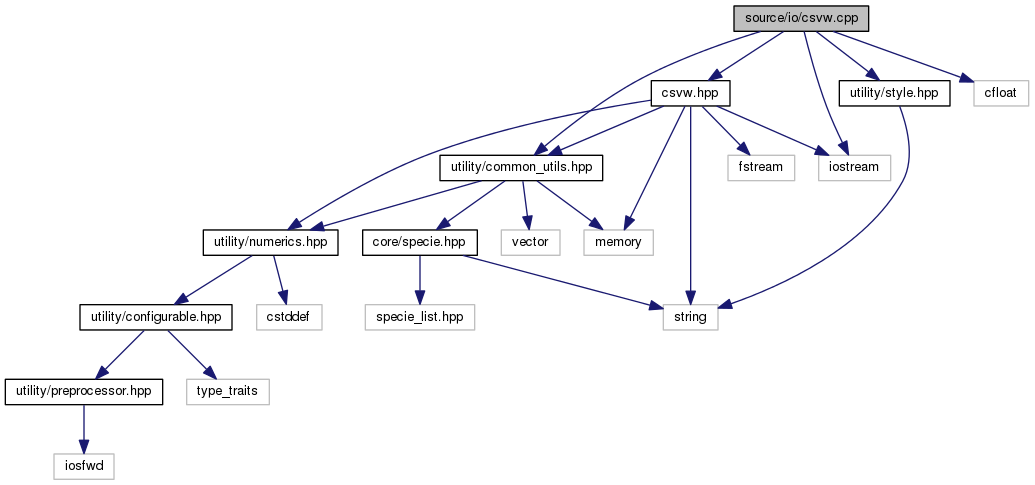 source/io/csvw.cpp
csvw.hpp
utility/style.hpp
cfloat
utility/common_utils.hpp
fstream
iostream
utility/numerics.hpp
core/specie.hpp
vector
memory
utility/configurable.hpp
cstddef
specie_list.hpp
string
utility/preprocessor.hpp
type_traits
iosfwd